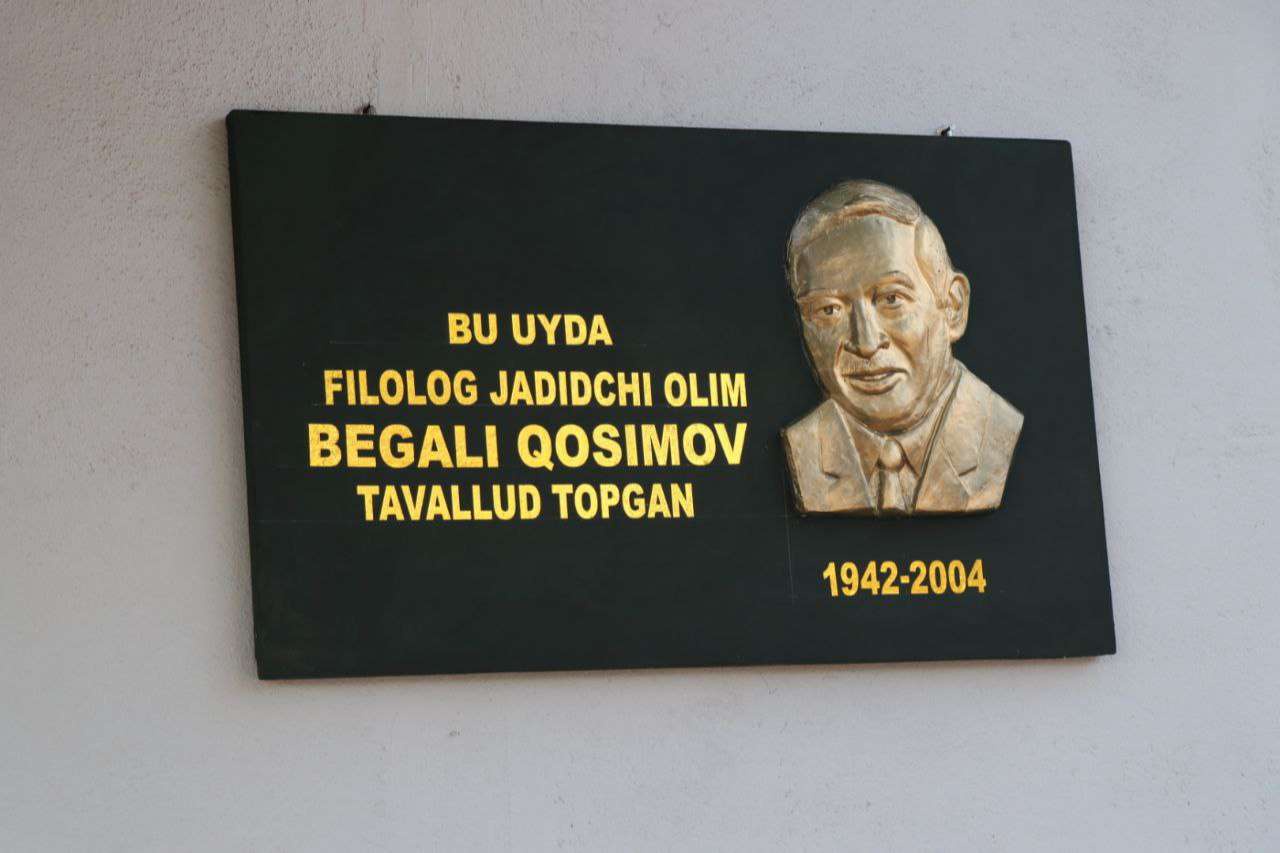 BU UYDA
FILOLOG JADIDCHI OLIM
BEGALI QOSIMOV
TAVALLUD TOPGAN
1942-2004